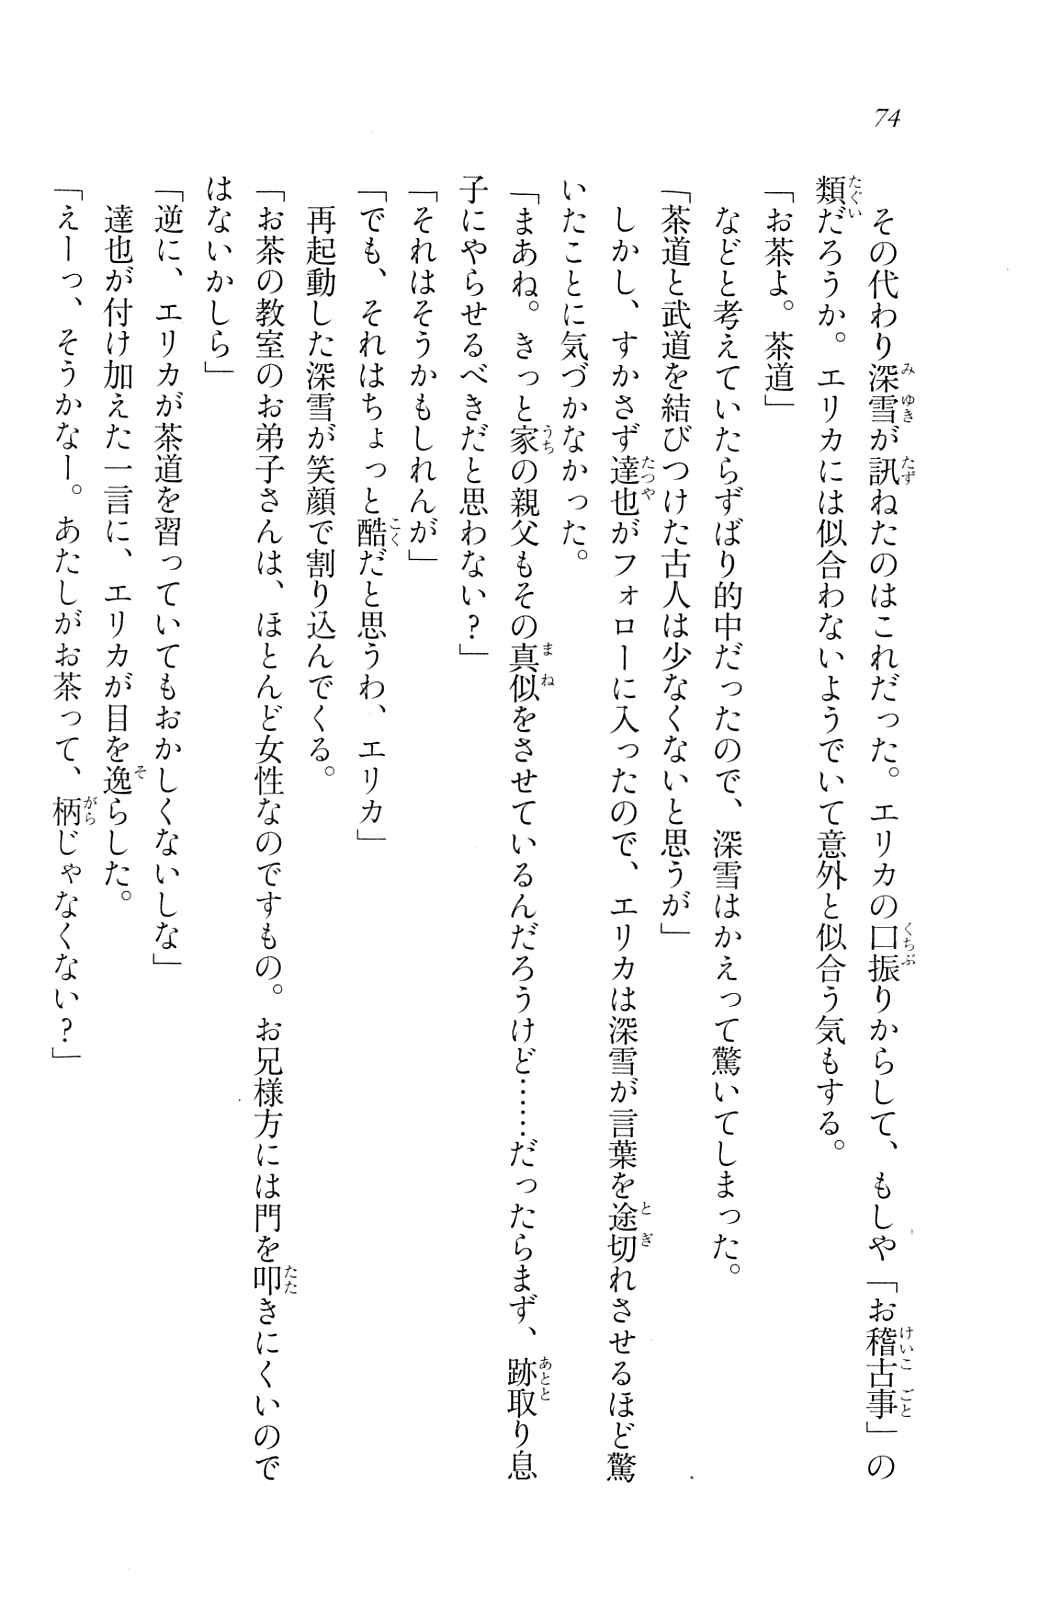 74
その代わり深雪が訊ねたのはこれだった。エリカの口振りからして、もしや「お稽古事」の
類だろうか。エリカには似合わないようでいて意外と似合う気もする。
「お茶よ。茶道」
などと考えていたらずばり的中だったので、深雪はかえって驚いてしまった。
「茶道と武道を結びつけた古人は少なくないと思うが」
しかし、すかさず達也がフォローに入ったので、エリカは深雪が言葉を途切れさせるほど驚
いたことに気づかなかった。
「まあね。きっと家の親父もその真似をさせているんだろうけど……だったらまず、跡取り息
子にやらせるべきだと思わない？」
「それはそうかもしれんが」
「でも、それはちょっと酷だと思うわ、エリカ」
再起動した深雪が笑顔で割り込んでくる。
「お茶の教室のお弟子さんは、ほとんど女性なのですもの。お兄様方には門を叩きにくいので
はないかしら」
「逆に、エリカが茶道を習っていてもおかしくないしな」
達也が付け加えた一言に、エリカが目を逸らした。
「えーっ、そうかなー。あたしがお茶って、柄じゃなくない？」